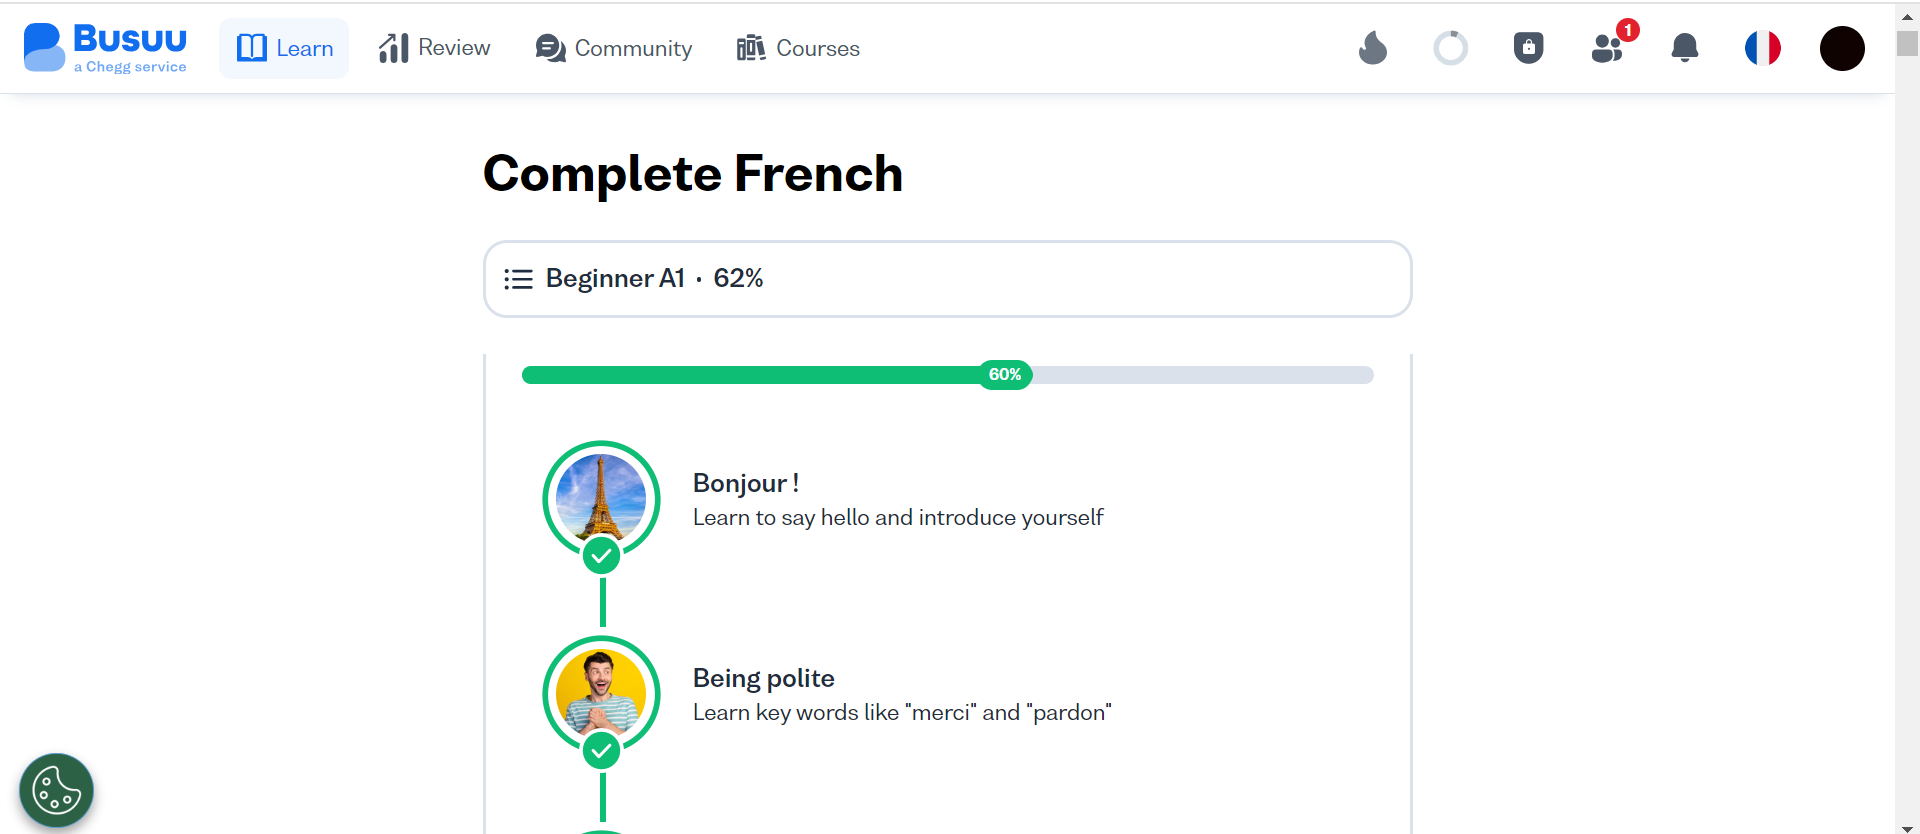 Busuu
a Chegg service
Learn
Review
Community
Courses
1
Complete French
Beginner A1 · 62%
60%
Bonjour !
Learn to say hello and introduce yourself
Being polite
Learn key words like "merci" and "pardon"